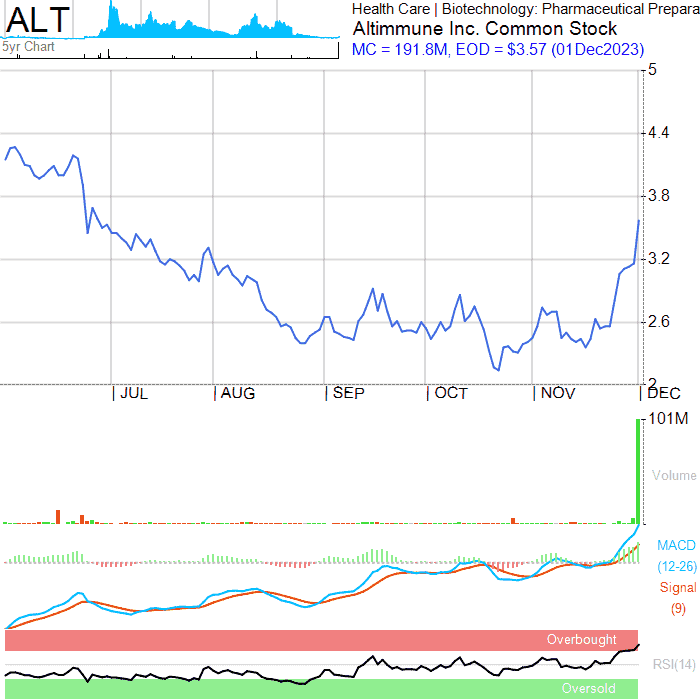 ALT
5yr Chart
Health Care | Biotechnology: Pharmaceutical Prepara
Altimmune Inc. Common Stock
MC = 191.8M, EOD = $3.57 (01Dec2023)
5
4.4
3.8
3.2
2.6
2
| JUL | AUG | SEP | OCT | NOV | DEC
101M
Volume
MACD
(12-26)
Signal
(9)
Overbought
RSI(14)
Oversold